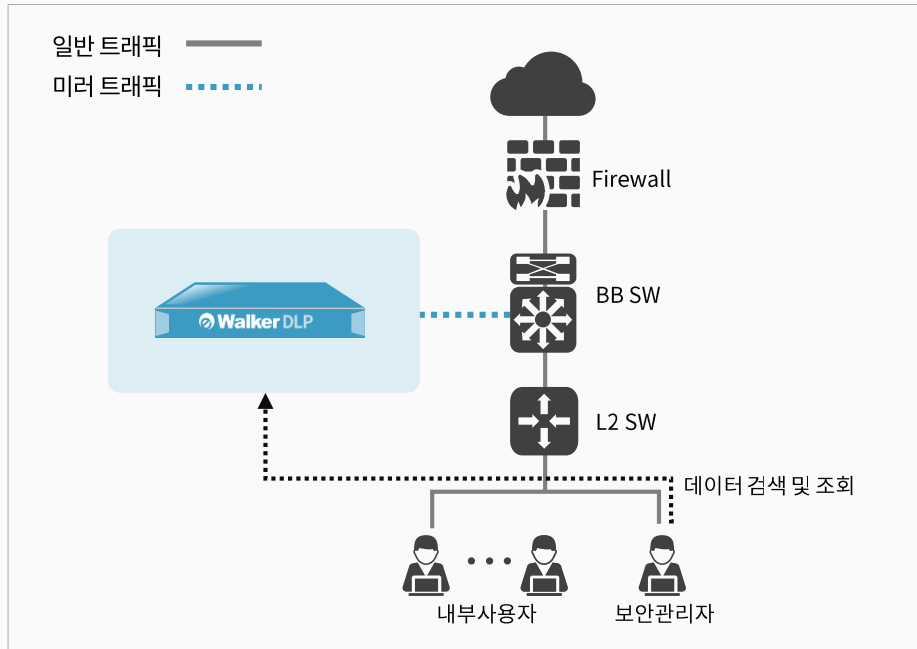 일반 트래픽
미러 트래픽
Firewall
BB SW
Walker DLP
L2 SW
데이터 검색 및 조회
내부사용자
보안관리자